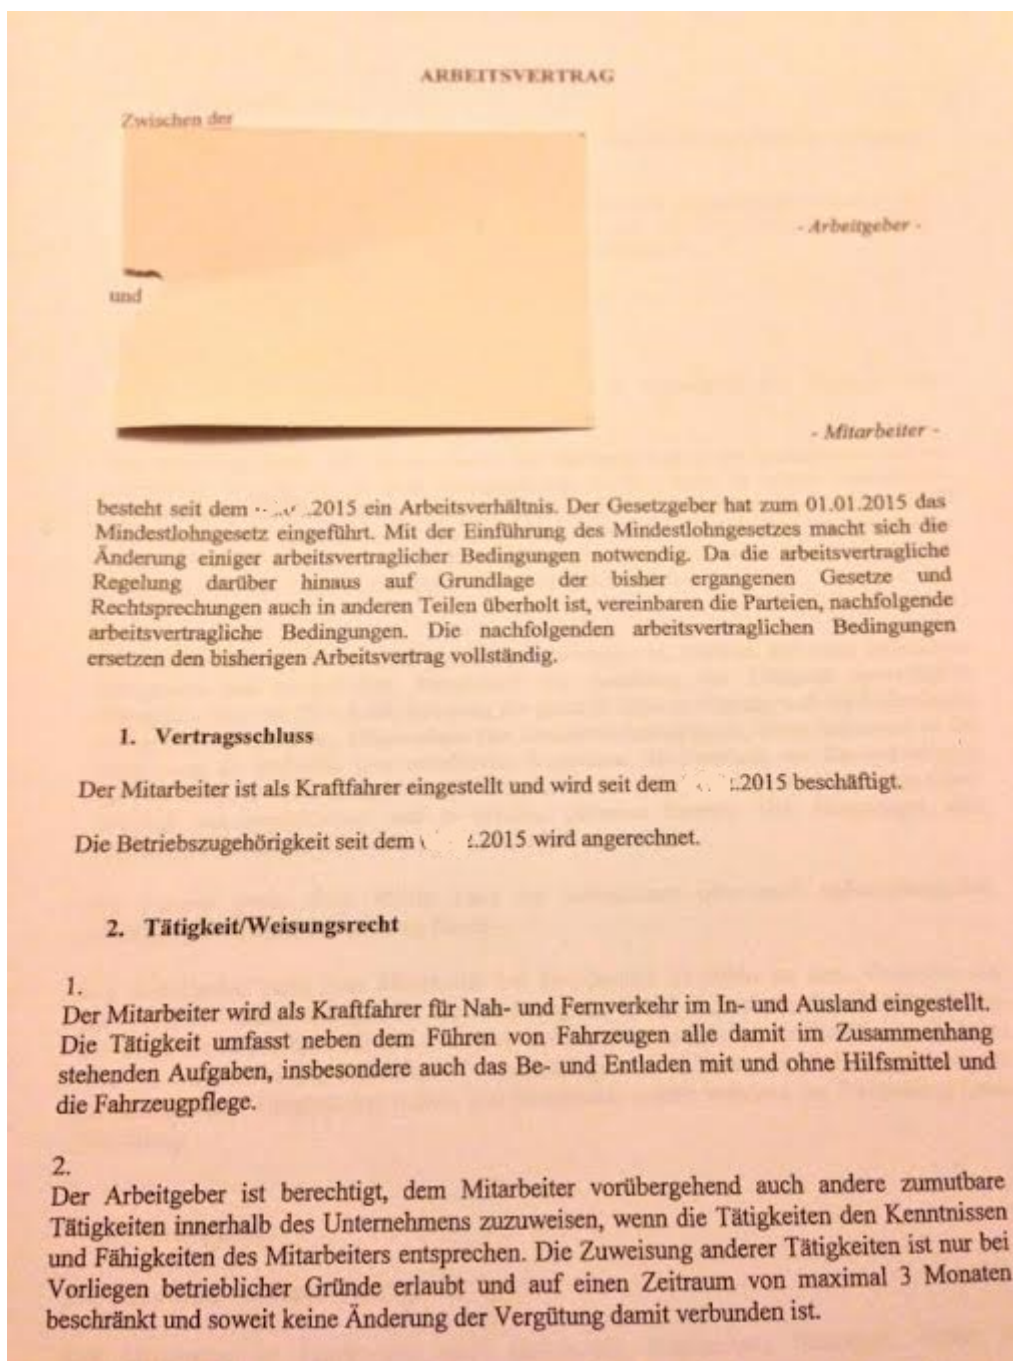 ARBEITSVERTRAG
Zwischen der
- Arbeitgeber -
und
- Mitarbeiter -
besteht seit dem .2015 ein Arbeitsverhältnis. Der Gesetzgeber hat zum 01.01.2015 das
Mindestlohngesetz eingeführt. Mit der Einführung des Mindestlohngesetzes macht sich die
Änderung einiger arbeitsvertraglicher Bedingungen notwendig. Da die arbeitsvertragliche
Regelung darüber hinaus auf Grundlage der bisher ergangenen Gesetze und
Rechtsprechungen auch in anderen Teilen überholt ist, vereinbaren die Parteien, nachfolgende
arbeitsvertragliche Bedingungen. Die nachfolgenden arbeitsvertraglichen Bedingungen
ersetzen den bisherigen Arbeitsvertrag vollständig.
1. Vertragsschluss
Der Mitarbeiter ist als Kraftfahrer eingestellt und wird seit dem .2015 beschäftigt.
Die Betriebszugehörigkeit seit dem .2015 wird angerechnet.
2. Tätigkeit/Weisungsrecht
1.
Der Mitarbeiter wird als Kraftfahrer für Nah- und Fernverkehr im In- und Ausland eingestellt.
Die Tätigkeit umfasst neben dem Führen von Fahrzeugen alle damit im Zusammenhang
stehenden Aufgaben, insbesondere auch das Be- und Entladen mit und ohne Hilfsmittel und
die Fahrzeugpflege.
2.
Der Arbeitgeber ist berechtigt, dem Mitarbeiter vorübergehend auch andere zumutbare
Tätigkeiten innerhalb des Unternehmens zuzuweisen, wenn die Tätigkeiten den Kenntnissen
und Fähigkeiten des Mitarbeiters entsprechen. Die Zuweisung anderer Tätigkeiten ist nur bei
Vorliegen betrieblicher Gründe erlaubt und auf einen Zeitraum von maximal 3 Monaten
beschränkt und soweit keine Änderung der Vergütung damit verbunden ist.